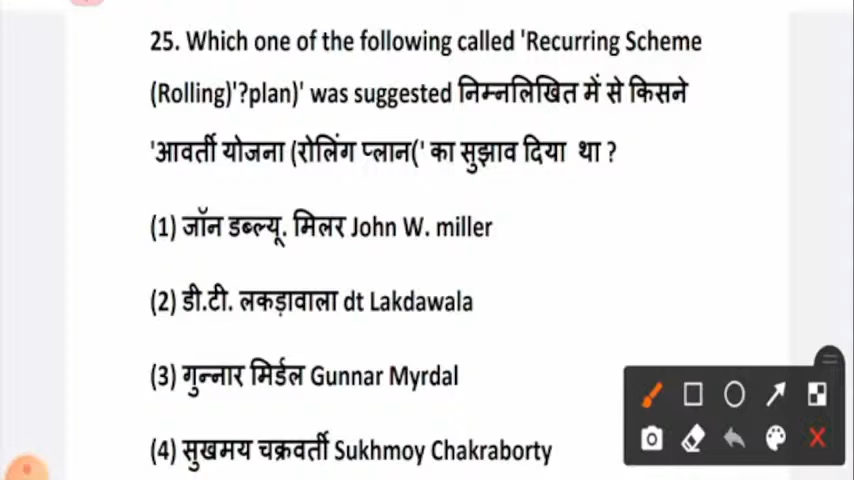 25. Which one of the following called 'Recurring Scheme
(Rolling)'?plan)' was suggested निम्नलिखित में से किसने
'आवर्ती योजना (रोलिंग प्लान(' का सुझाव दिया था ?
(1) जॉन डब्ल्यू. मिलर John W. miller
(2) डी.टी. लकड़ावाला dt Lakdawala
(3) गुन्नार मिर्डल Gunnar Myrdal
(4) सुखमय चक्रवर्ती Sukhmoy Chakraborty